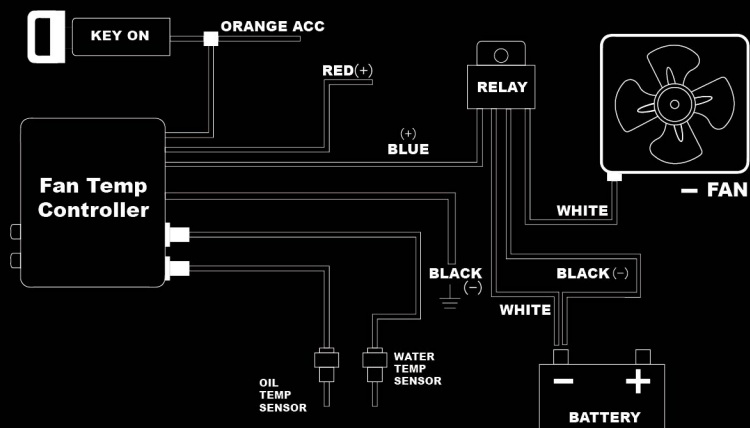 KEY ON
ORANGE ACC
RED(+)
RELAY
(+)
BLUE
Fan Temp
Controller
— FAN
WHITE
BLACK
(−)
BLACK(−)
WHITE
OIL
TEMP
SENSOR
WATER
TEMP
SENSOR
− +
BATTERY